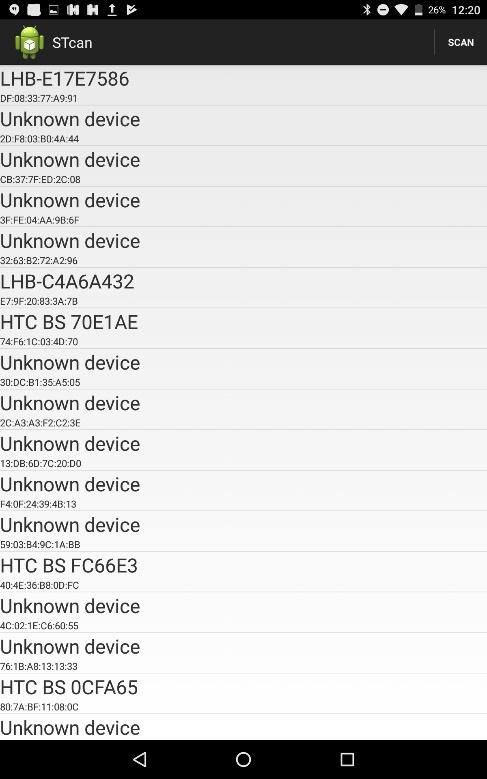 26% 12:20
STcan SCAN
LHB-E17E7586
DF:08:33:77:A9:91
Unknown device
2D:F8:03:B0:4A:44
Unknown device
CB:37:7F:ED:2C:08
Unknown device
3F:FE:04:AA:9B:6F
Unknown device
32:63:B2:72:A2:96
LHB-C4A6A432
E7:9F:20:83:3A:7B
HTC BS 70E1AE
74:F6:1C:03:4D:70
Unknown device
30:DC:B1:35:A5:05
Unknown device
2C:A3:A3:F2:C2:3E
Unknown device
13:DB:6D:7C:20:D0
Unknown device
F4:0F:24:39:4B:13
Unknown device
59:03:B4:9C:1A:BB
HTC BS FC66E3
40:4E:36:B8:0D:FC
Unknown device
4C:02:1E:C6:60:55
Unknown device
76:1B:A8:13:13:33
HTC BS 0CFA65
80:7A:BF:11:08:0C
Unknown device